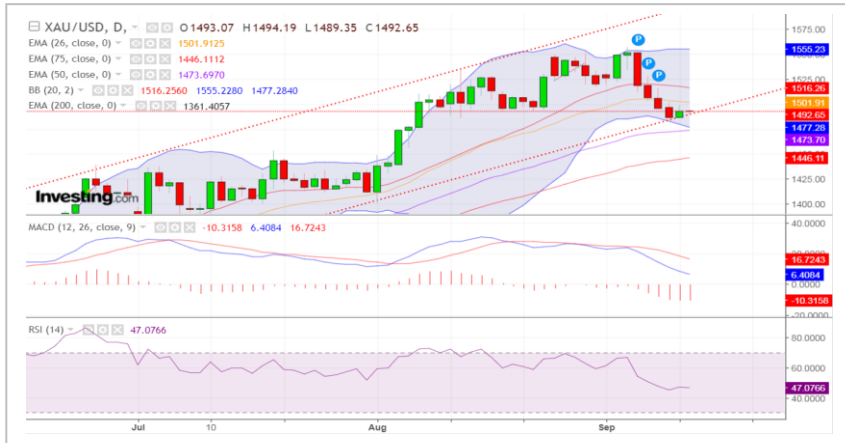 XAU/USD, D, O1493.07 H1494.19 L1489.35 C1492.65
EMA (26, close, 0) 1501.9125
EMA (75, close, 0) 1446.1112
EMA (50, close, 0) 1473.6970
BB (20, 2) 1516.2560 1555.2280 1477.2840
EMA (200, close, 0) 1361.4057
1575.00
1555.23
1525.00
1516.26
1501.91
1492.65
1477.28
1473.70
1446.11
1425.00
1400.00
P
P
P
Investing.com
MACD (12, 26, close, 9) -10.3158 6.4084 16.7243
40.0000
16.7243
6.4084
0.0000
-10.3158
-20.0000
RSI (14) 47.0766
80.0000
60.0000
47.0766
40.0000
Jul 10 Aug Sep